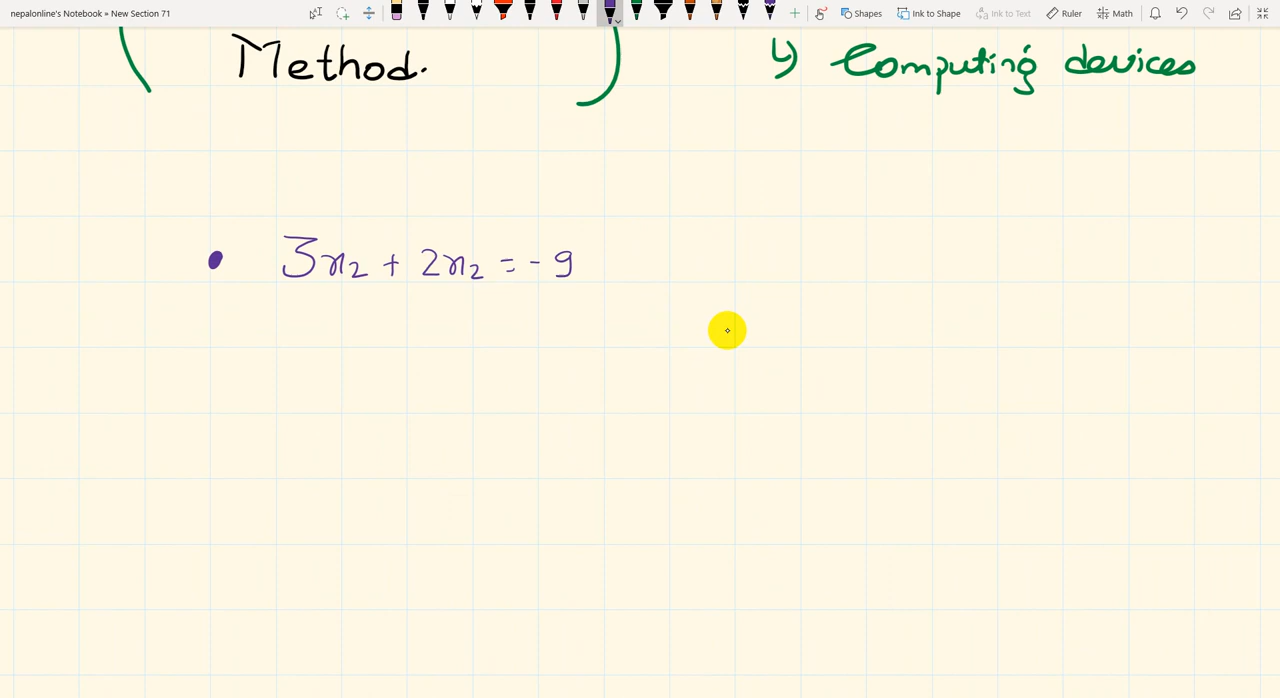 nepalonline's Notebook » New Section 71
Ink to Shape Shapes Ink to Text Ruler Math
Method.
↳ Computing devices
• 3x₂ + 2x₂ = - 9